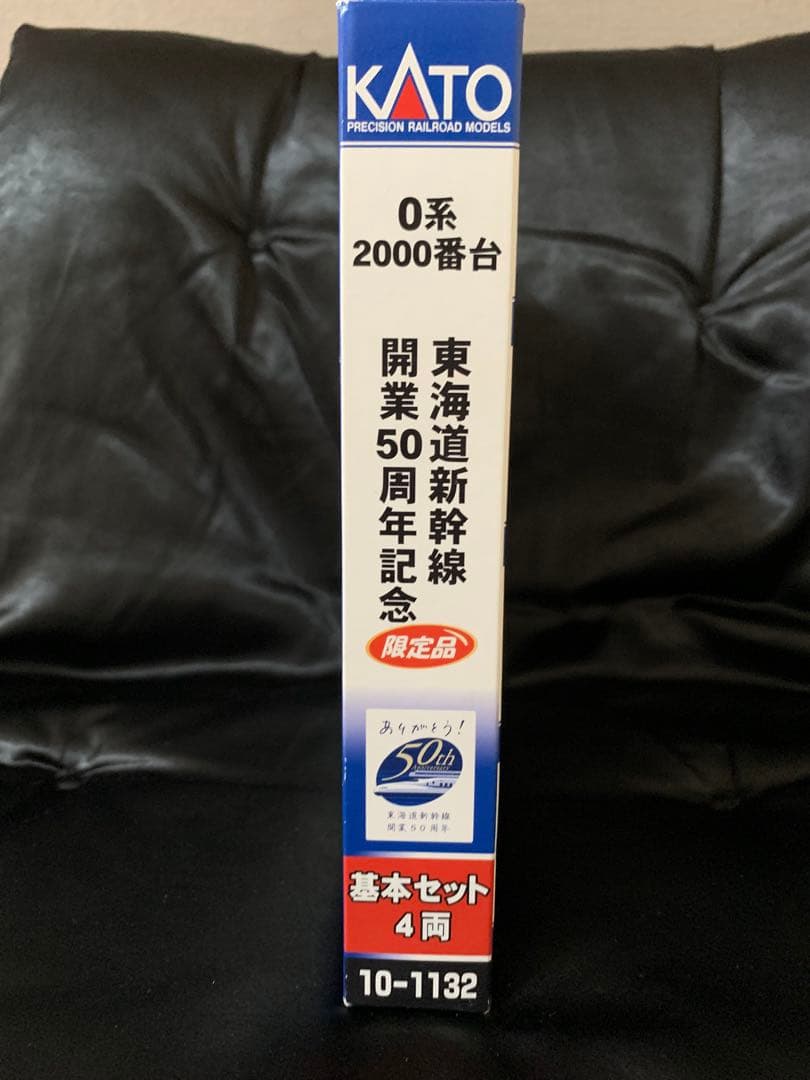 KATO
PRECISION RAILROAD MODELS
0系
2000番台
東海道新幹線
開業50周年記念
限定品
ありがとう!
50th
Anniversary
東海道新幹線
開業50周年
基本セット
4両
10-1132